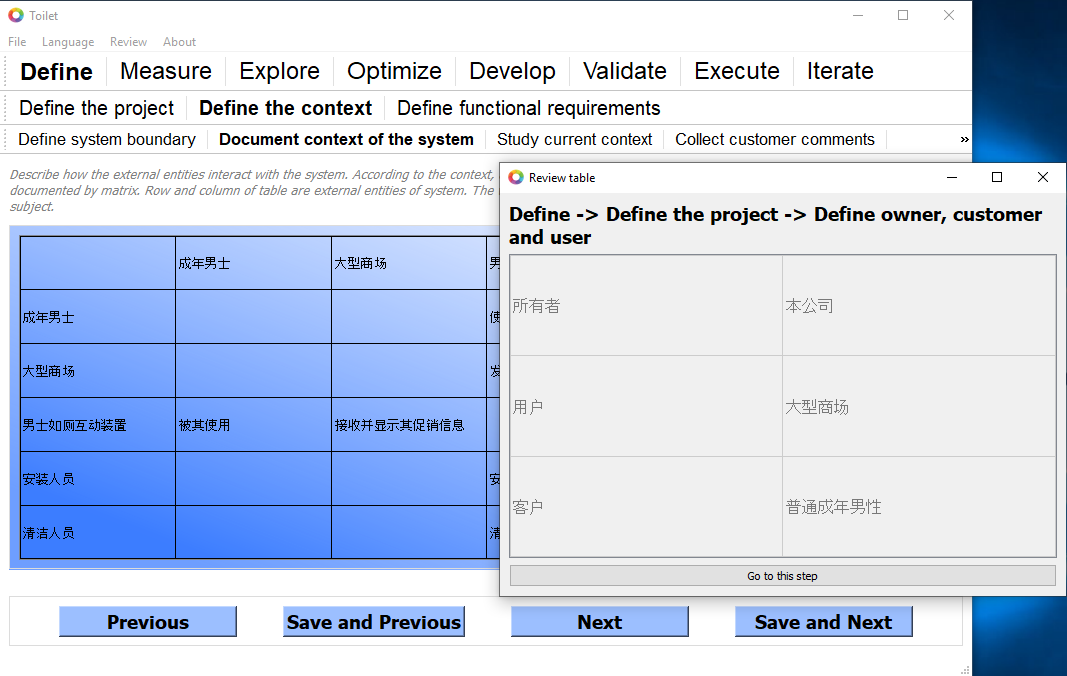 Toilet
File Language Review About
Define Measure Explore Optimize Develop Validate Execute Iterate
Define the project Define the context Define functional requirements
Define system boundary Document context of the system Study current context Collect customer comments »
Describe how the external entities interact with the system. According to the context,
documented by matrix. Row and column of table are external entities of system. The
subject.
成年男士 大型商场
成年男士
大型商场
男士如厕互动装置 被其使用 接收并显示其促销信息
安装人员
清洁人员
Previous Save and Previous Next Save and Next
Review table
Define -> Define the project -> Define owner, customer
and user
所有者 本公司
用户 大型商场
客户 普通成年男性
Go to this step